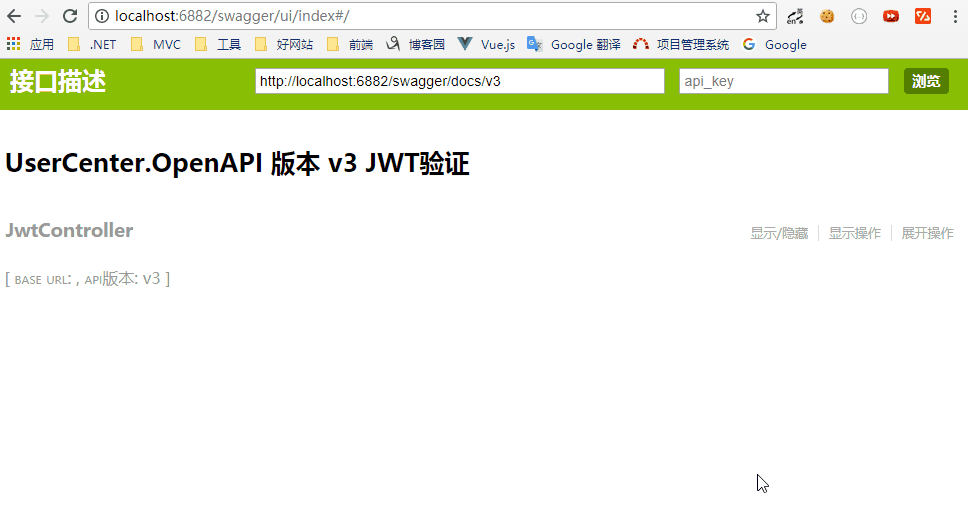 localhost:6882/swagger/ui/index#/
应用 .NET MVC 工具 好网站 前端 博客园 Vue.js Google 翻译 项目管理系统 Google
接口描述 http://localhost:6882/swagger/docs/v3 api_key 浏览
UserCenter.OpenAPI 版本 v3 JWT验证
JwtController 显示/隐藏 显示操作 展开操作
[ BASE URL: , API版本: v3 ]